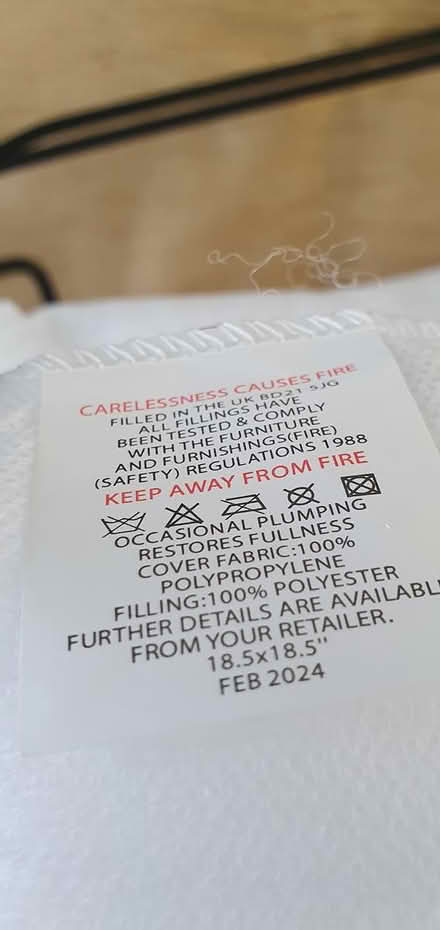 CARELESSNESS CAUSES FIRE
FILLED IN THE UK BD21 5JG
ALL FILLINGS HAVE
BEEN TESTED & COMPLY
WITH THE FURNITURE
AND FURNISHINGS(FIRE)
(SAFETY) REGULATIONS 1988
KEEP AWAY FROM FIRE
OCCASIONAL PLUMPING
RESTORES FULLNESS
COVER FABRIC:100%
POLYPROPYLENE
FILLING:100% POLYESTER
FURTHER DETAILS ARE AVAILABL
FROM YOUR RETAILER.
18.5x18.5"
FEB 2024